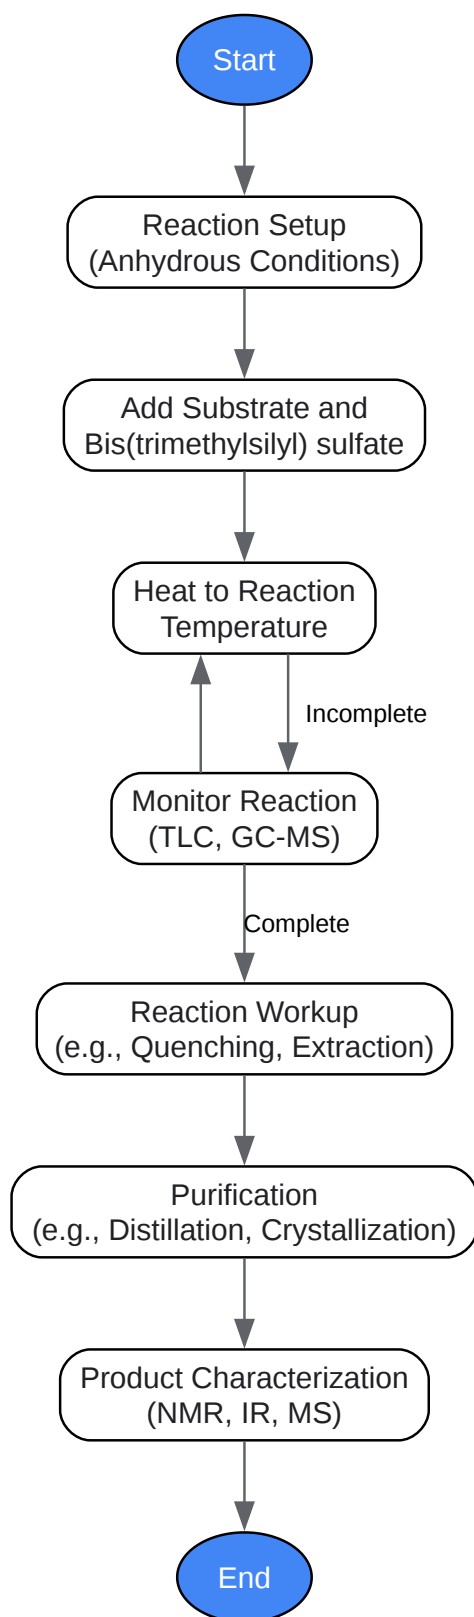 Start
Reaction Setup
(Anhydrous Conditions)
Add Substrate and
Bis(trimethylsilyl) sulfate
Heat to Reaction
Temperature
Incomplete
Monitor Reaction
(TLC, GC-MS)
Complete
Reaction Workup
(e.g., Quenching, Extraction)
Purification
(e.g., Distillation, Crystallization)
Product Characterization
(NMR, IR, MS)
End